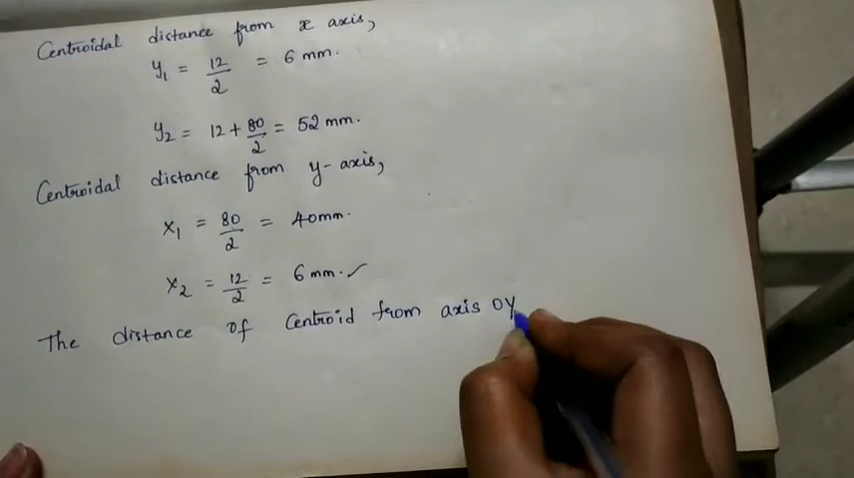 Centroidal distance from x axis,
y₁ = 12/2 = 6 mm.
y₂ = 12 + 80/2 = 52 mm.
Centroidal distance from y-axis,
x₁ = 80/2 = 40mm.
x₂ = 12/2 = 6 mm. ✓
The distance of Centroid from axis OY